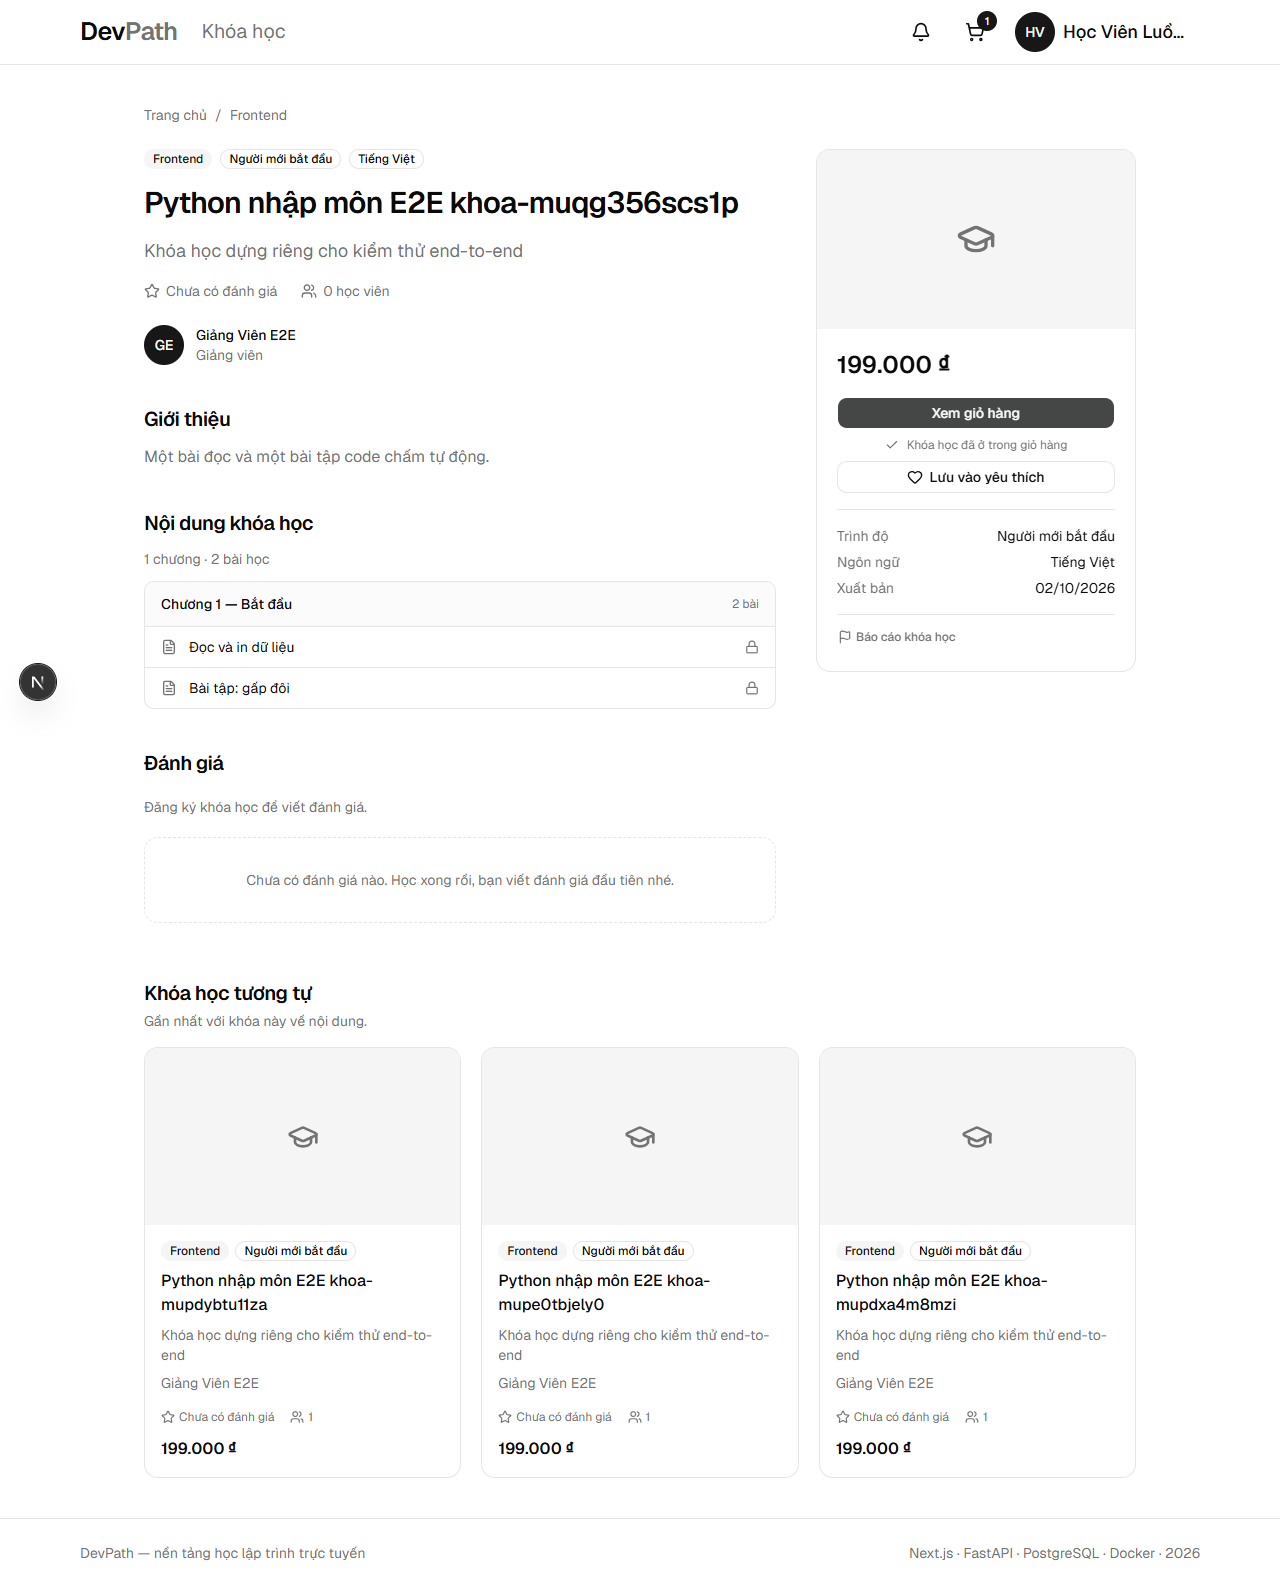 DevPath
Khóa học
1
HV
Học Viên Luồ...
Trang chủ / Frontend
Frontend
Người mới bắt đầu
Tiếng Việt
Python nhập môn E2E khoa-muqg356scs1p
Khóa học dựng riêng cho kiểm thử end-to-end
Chưa có đánh giá
0 học viên
GE
Giảng Viên E2E
Giảng viên
Giới thiệu
Một bài đọc và một bài tập code chấm tự động.
Nội dung khóa học
1 chương · 2 bài học
Chương 1 — Bắt đầu
2 bài
Đọc và in dữ liệu
Bài tập: gấp đôi
N
Đánh giá
Đăng ký khóa học để viết đánh giá.
Chưa có đánh giá nào. Học xong rồi, bạn viết đánh giá đầu tiên nhé.
199.000 ₫
Xem giỏ hàng
Khóa học đã ở trong giỏ hàng
Lưu vào yêu thích
Trình độ
Người mới bắt đầu
Ngôn ngữ
Tiếng Việt
Xuất bản
02/10/2026
Báo cáo khóa học
Khóa học tương tự
Gần nhất với khóa này về nội dung.
Frontend
Người mới bắt đầu
Python nhập môn E2E khoa-
mupdybtu11za
Khóa học dựng riêng cho kiểm thử end-to-
end
Giảng Viên E2E
Chưa có đánh giá
1
199.000 ₫
Frontend
Người mới bắt đầu
Python nhập môn E2E khoa-
mupe0tbjely0
Khóa học dựng riêng cho kiểm thử end-to-
end
Giảng Viên E2E
Chưa có đánh giá
1
199.000 ₫
Frontend
Người mới bắt đầu
Python nhập môn E2E khoa-
mupdxa4m8mzi
Khóa học dựng riêng cho kiểm thử end-to-
end
Giảng Viên E2E
Chưa có đánh giá
1
199.000 ₫
DevPath — nền tảng học lập trình trực tuyến
Next.js · FastAPI · PostgreSQL · Docker · 2026